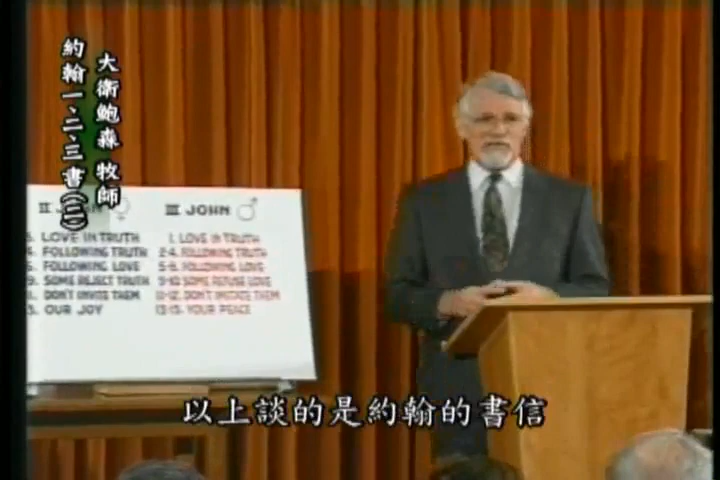 大衛鮑森 牧師
約翰一、二、三書(二)
II J
III JOHN
LOVE IN TRUTH
FOLLOWING TRUTH
FOLLOWING LOVE
SOME REJECT TRUTH
DON'T INVITE THEM
OUR JOY
1. LOVE IN TRUTH
2-4. FOLLOWING TRUTH
5-8. FOLLOWING LOVE
9-10 SOME REFUSE LOVE
11-12. DON'T IMITATE THEM
13-15. YOUR PEACE
以上談的是約翰的書信